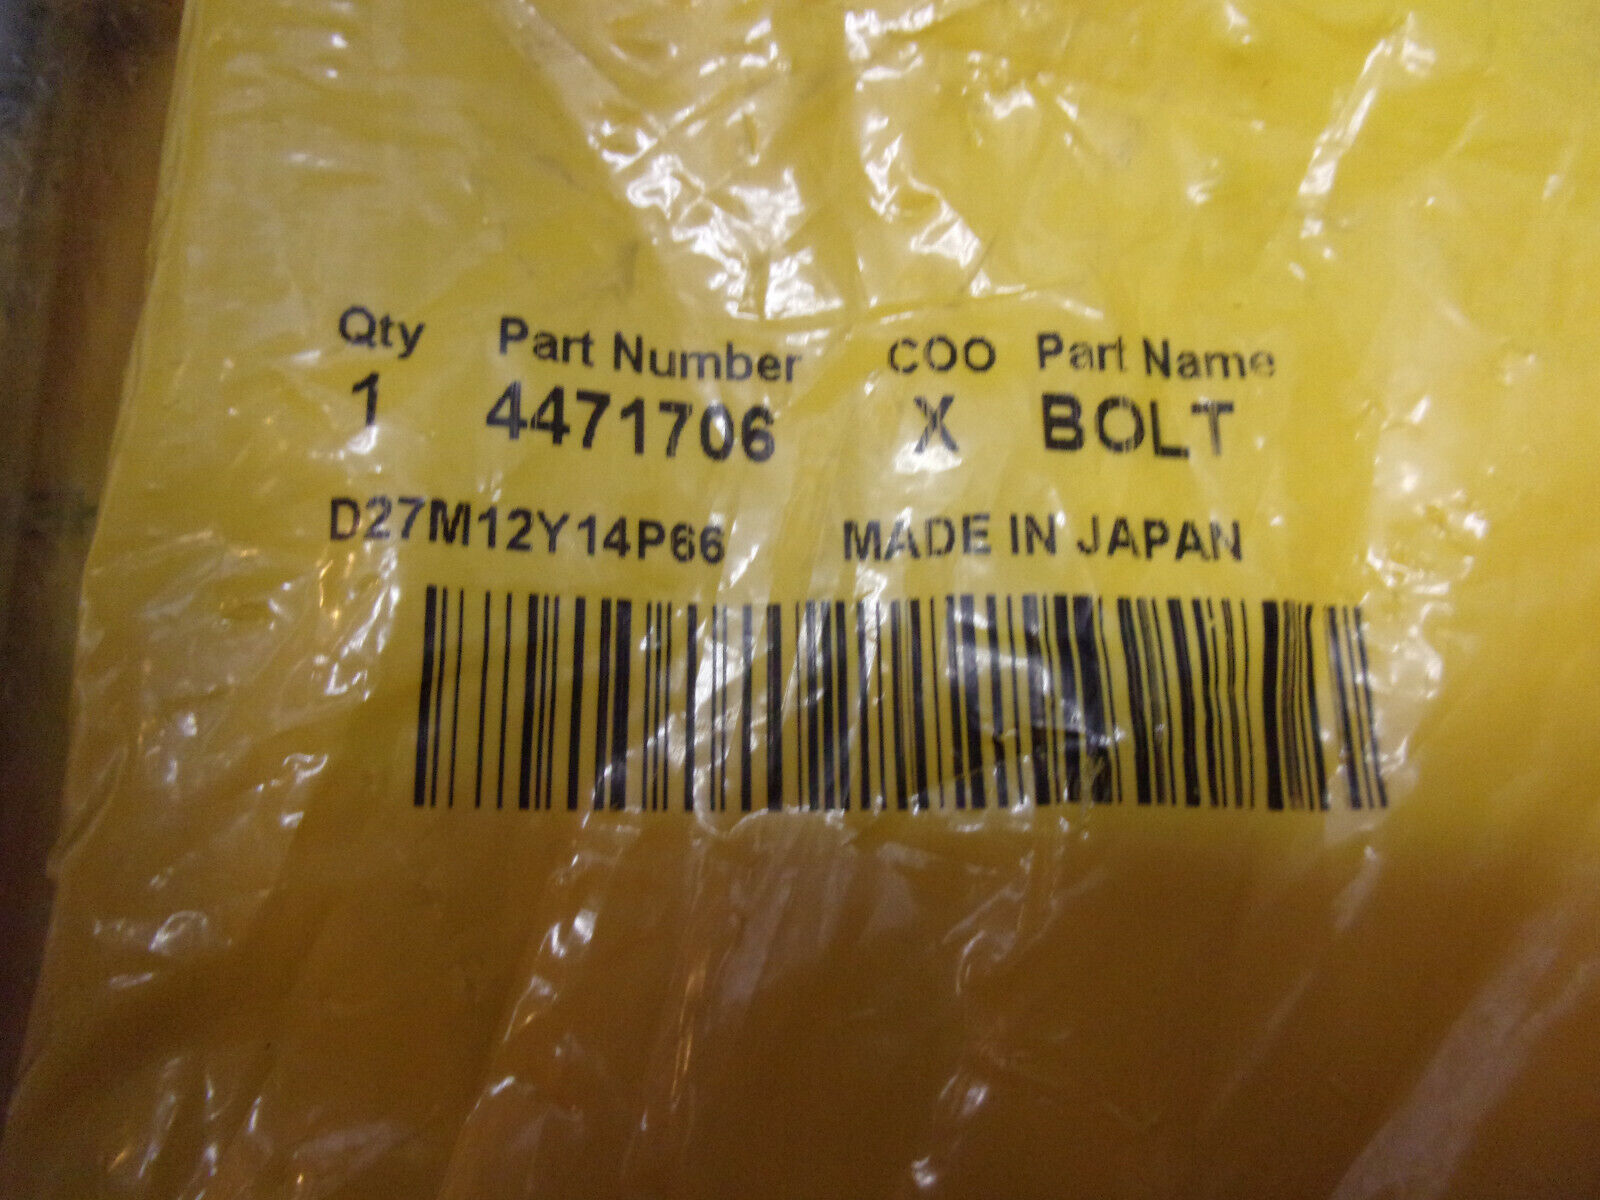 Qty Part Number COO Part Name
1 4471706 X BOLT
D27M12Y14P66 MADE IN JAPAN